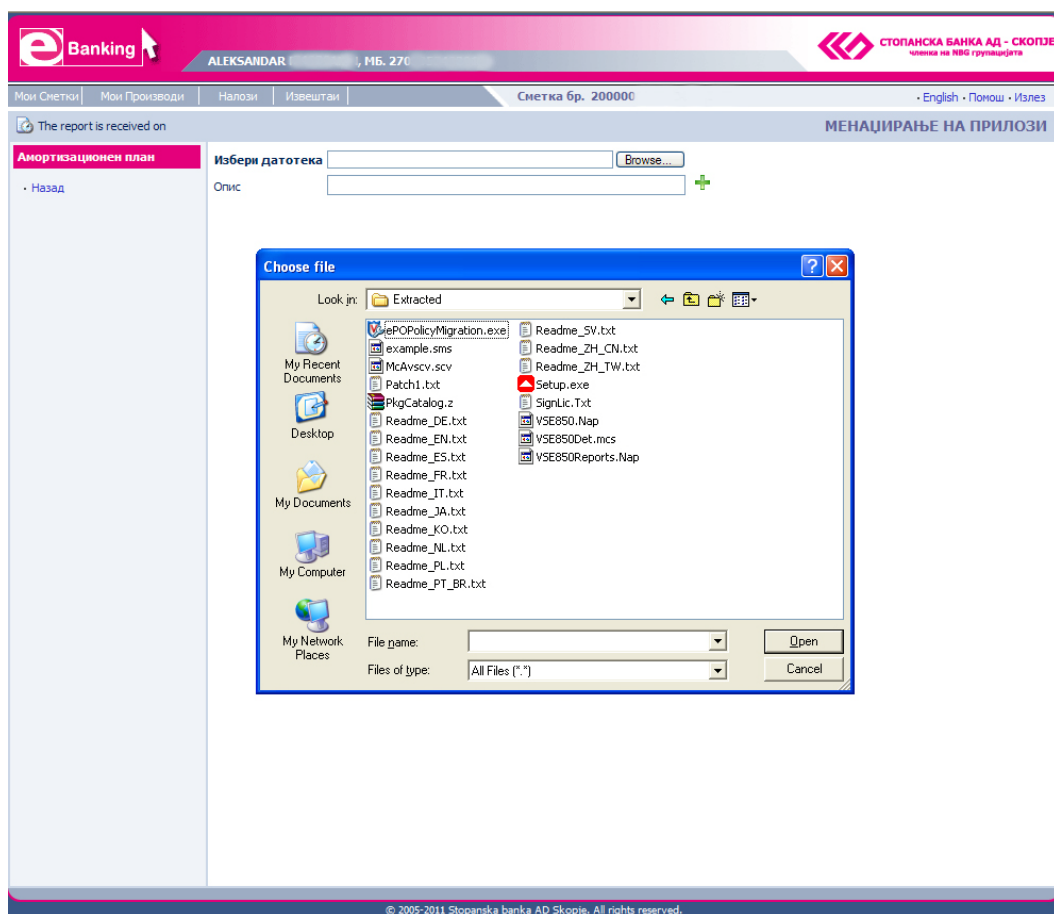 e Banking
СТОПАНСКА БАНКА АД - СКОПЈЕ
членка на NBG групацијата
ALEKSANDAR , МБ. 270
Мои Сметки Мои Производи Налози Извештаи Сметка бр. 200000 · English · Помош · Излез
The report is received on МЕНАЏИРАЊЕ НА ПРИЛОЗИ
Амортизационен план
· Назад
Избери датотека Browse...
Опис
Choose file
Look in: Extracted
My Recent Documents
Desktop
My Documents
My Computer
My Network Places
ePOPolicyMigration.exe
example.sms
McAvscv.scv
Patch1.txt
PkgCatalog.z
Readme_DE.txt
Readme_EN.txt
Readme_ES.txt
Readme_FR.txt
Readme_IT.txt
Readme_JA.txt
Readme_KO.txt
Readme_NL.txt
Readme_PL.txt
Readme_PT_BR.txt
Readme_SV.txt
Readme_ZH_CN.txt
Readme_ZH_TW.txt
Setup.exe
SignLic.Txt
VSE850.Nap
VSE850Det.mcs
VSE850Reports.Nap
File name: Open
Files of type: All Files (*.*) Cancel
© 2005-2011 Stopanska banka AD Skopje. All rights reserved.